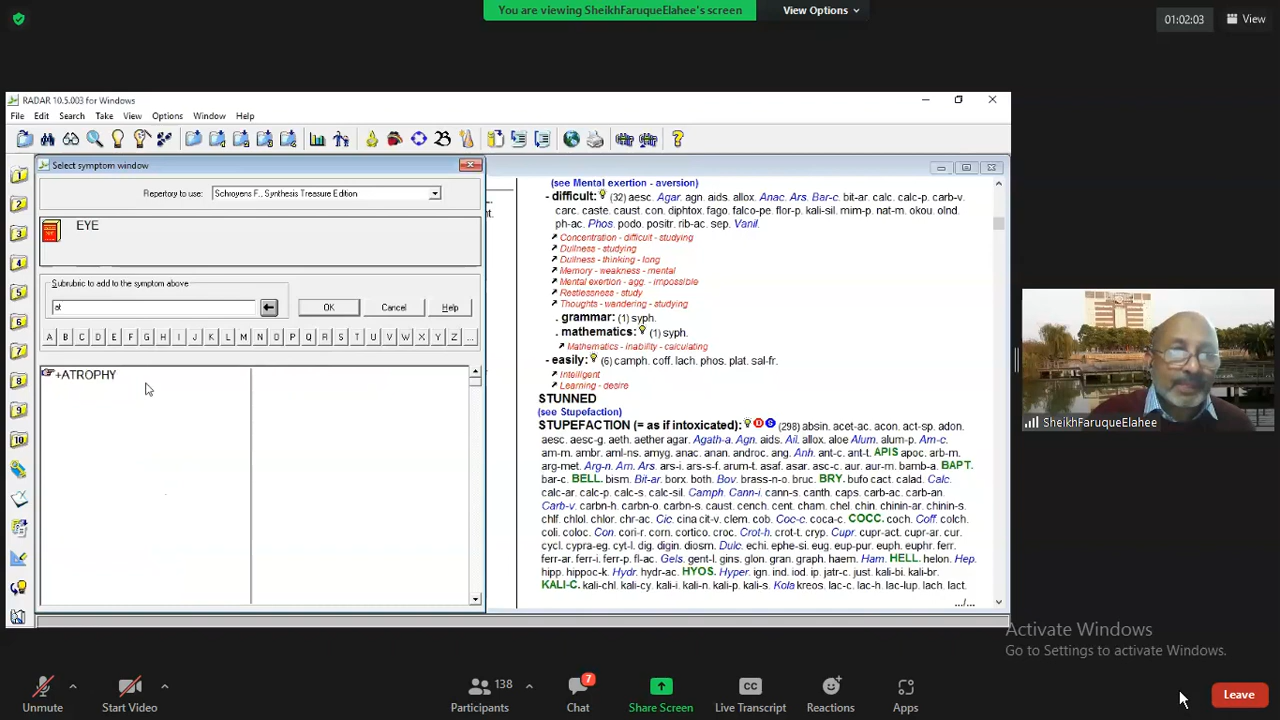 You are viewing SheikhFaruqueElahee's screen
View Options
01:02:03
View
RADAR 10.5.003 for Windows
File Edit Search Take View Options Window Help
Select symptom window
Repertory to use: Schroyens F., Synthesis Treasure Edition
EYE
Subrubric to add to the symptom above
at
OK Cancel Help
A B C D E F G H I J K L M N O P Q R S T U V W X Y Z ...
+ATROPHY
1
2
3
4
5
6
7
8
9
10
(see Mental exertion - aversion)
- difficult: (32) aesc. Agar. agn. aids. allox. Anac. Ars. Bar-c. bit-ar. calc. calc-p. carb-v.
carc. caste. caust. con. diphtox. fago. falco-pe. flor-p. kali-sil. mim-p. nat-m. okou. olnd.
ph-ac. Phos. podo. positr. rib-ac. sep. Vanil.
Concentration - difficult - studying
Dullness - studying
Dullness - thinking - long
Memory - weakness - mental
Mental exertion - agg. - impossible
Restlessness - study
Thoughts - wandering - studying
. grammar: (1) syph.
. mathematics: (1) syph.
Mathematics - inability - calculating
- easily: (6) camph. coff. lach. phos. plat. sal-fr.
Intelligent
Learning - desire
STUNNED
(see Stupefaction)
STUPEFACTION (= as if intoxicated): (298) absin. acet-ac. acon. act-sp. adon.
aesc. aesc-g. aeth. aether agar. Agath-a. Agn. aids. Ail. allox. aloe Alum. alum-p. Am-c.
am-m. ambr. aml-ns. amyg. anac. anan. androc. ang. Anh. ant-c. ant-t. APIS apoc. arb-m.
arg-met. Arg-n. Arn. Ars. ars-i. ars-s-f. arum-t. asaf. asar. asc-c. aur. aur-m. bamb-a. BAPT.
bar-c. BELL. bism. Bit-ar. borx. both. Bov. brass-n-o. bruc. BRY. bufo cact. calad. Calc.
calc-ar. calc-p. calc-s. calc-sil. Camph. Cann-i. cann-s. canth. caps. carb-ac. carb-an.
Carb-v. carbn-h. carbn-o. carbn-s. caust. cench. cent. cham. chel. chin. chinin-ar. chinin-s.
chlf. chlol. chlor. chr-ac. Cic. cina cit-v. clem. cob. Coc-c. coca-c. COCC. coch. Coff. colch.
coli. coloc. Con. cori-r. corn. cortico. croc. Crot-h. crot-t. cryp. Cupr. cupr-act. cupr-ar. cur.
cycl. cypra-eg. cyt-l. dig. digin. diosm. Dulc. echi. ephe-si. eug. eup-pur. euph. euphr. ferr.
ferr-ar. ferr-i. ferr-p. fl-ac. Gels. gent-l. gins. glon. gran. graph. haem. Ham. HELL. helon. Hep.
hipp. hippoc-k. Hydr. hydr-ac. HYOS. Hyper. ign. ind. iod. ip. jatr-c. just. kali-bi. kali-br.
KALI-C. kali-chl. kali-cy. kali-i. kali-n. kali-p. kali-s. Kola kreos. lac-c. lac-h. lac-lup. lach. lact.
.../...
SheikhFaruqueElahee
Activate Windows
Go to Settings to activate Windows.
Unmute
Start Video
138
Participants
7
Chat
Share Screen
CC
Live Transcript
Reactions
Apps
Leave